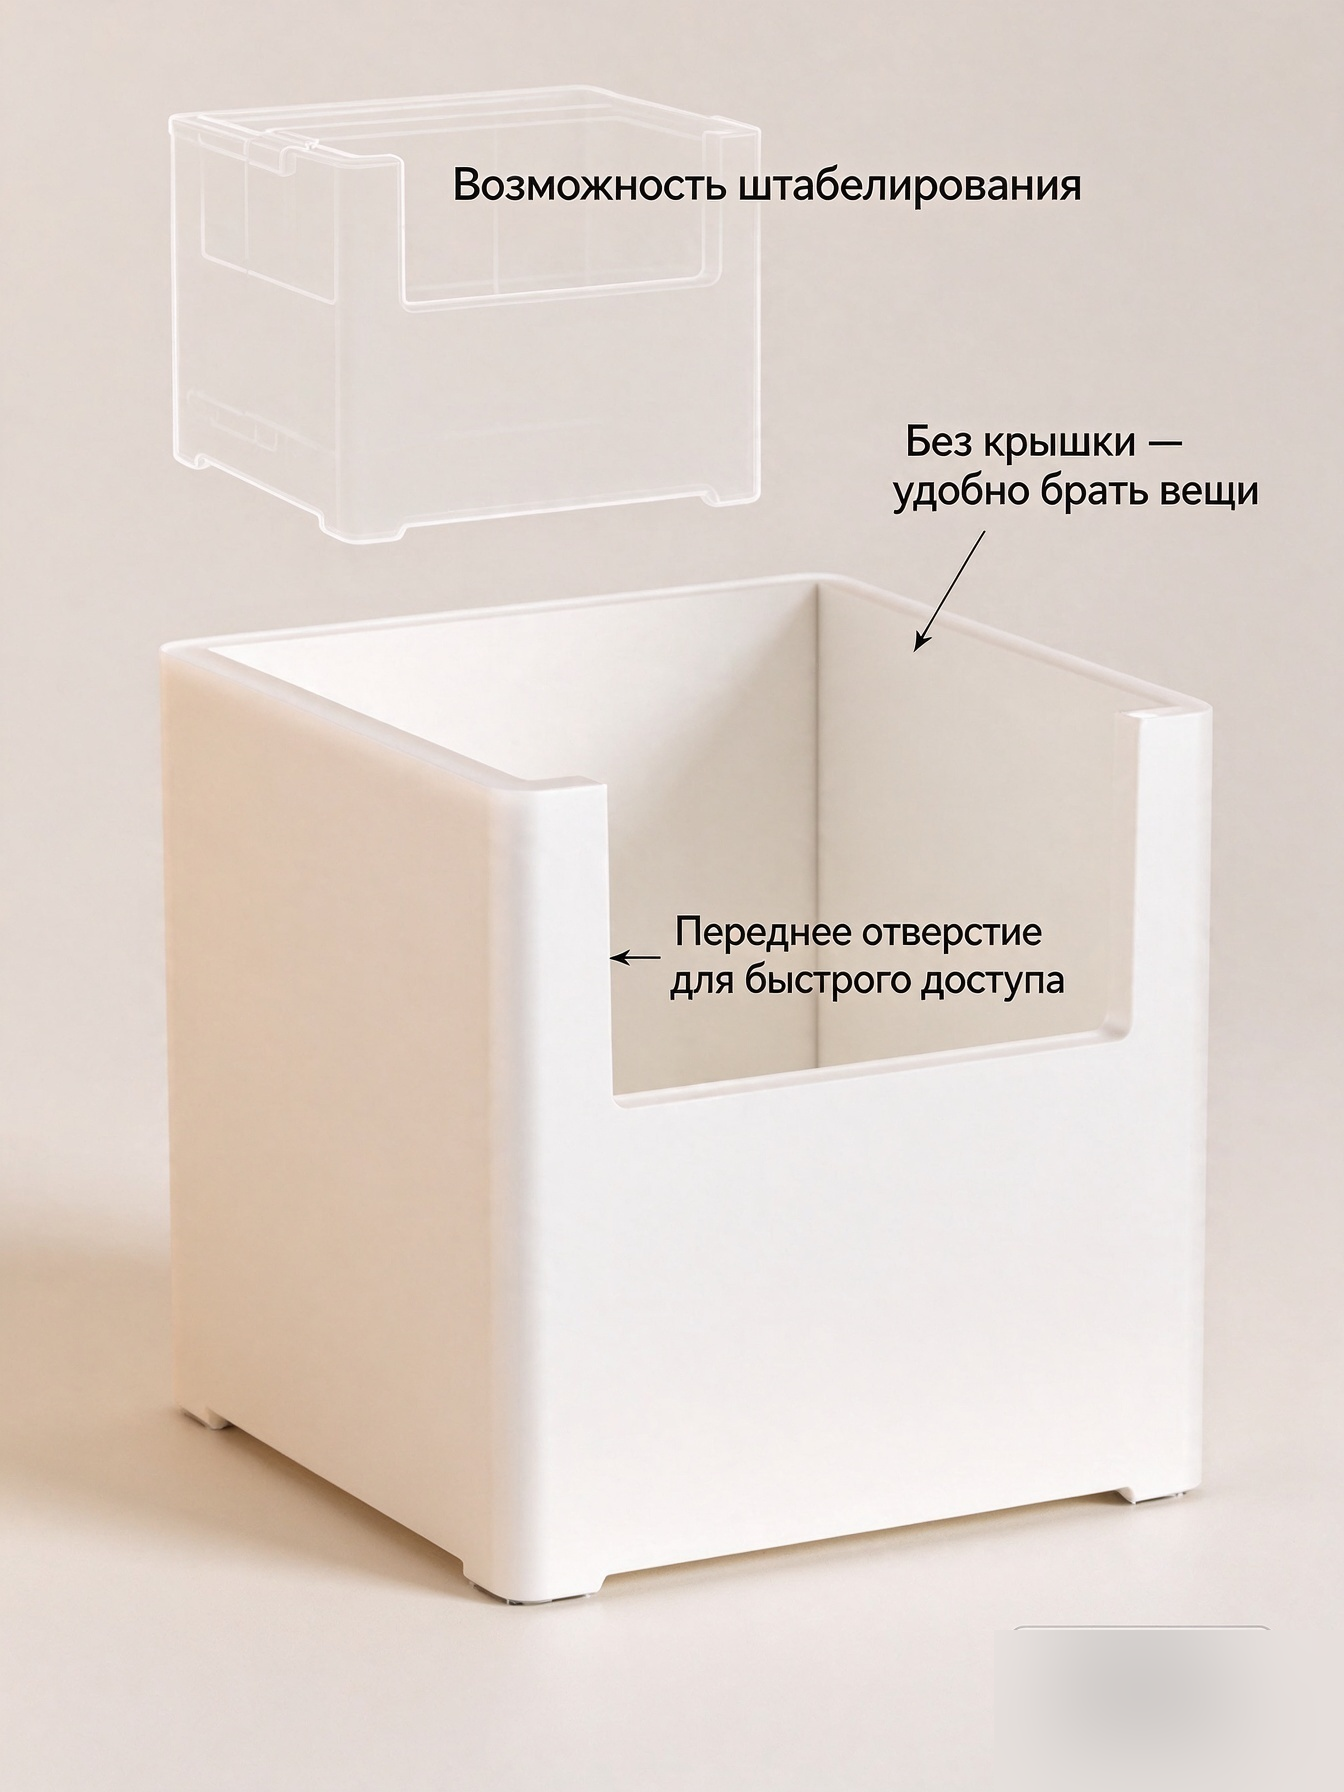 Возможность штабелирования
Без крышки —
удобно брать вещи
Переднее отверстие
для быстрого доступа